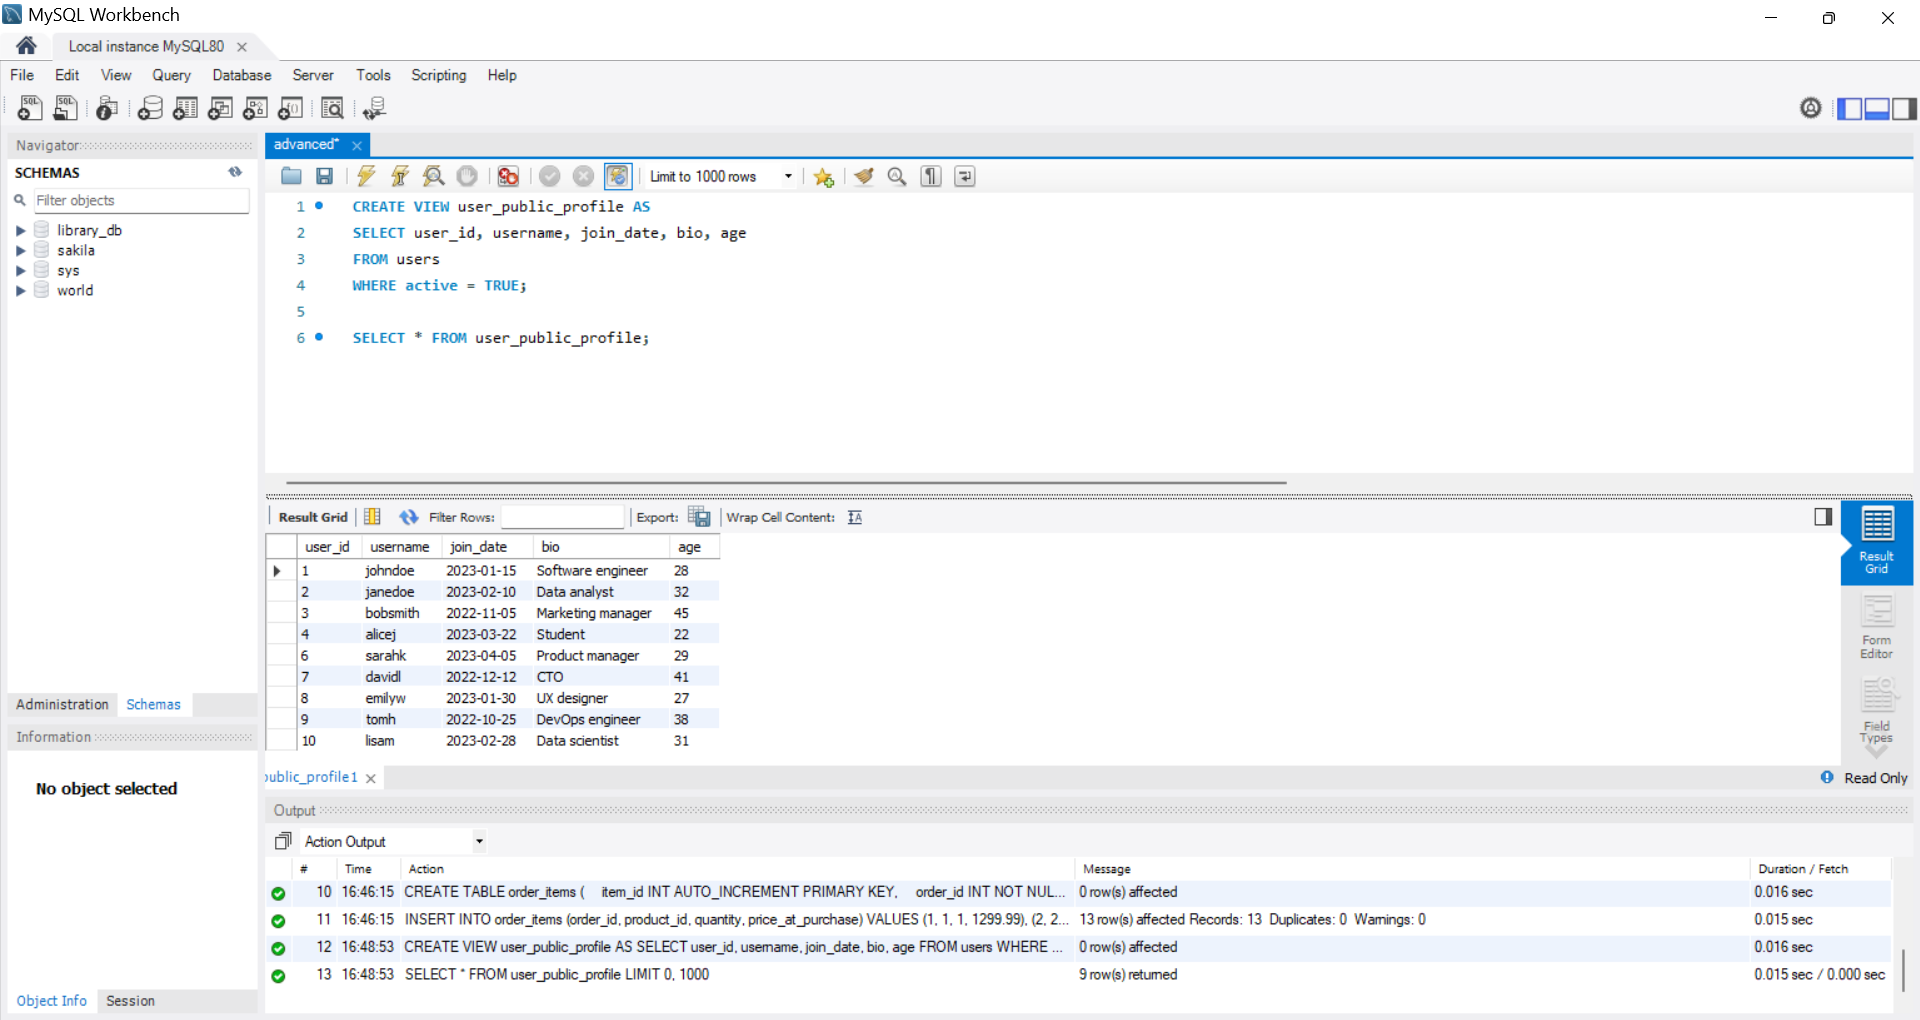 MySQL Workbench
Local instance MySQL80
File Edit View Query Database Server Tools Scripting Help
Navigator
SCHEMAS
Filter objects
library_db
sakila
sys
world
Administration Schemas
Information
No object selected
Object Info Session
advanced*
Limit to 1000 rows
1 CREATE VIEW user_public_profile AS
2 SELECT user_id, username, join_date, bio, age
3 FROM users
4 WHERE active = TRUE;
5
6 SELECT * FROM user_public_profile;
Result Grid Filter Rows: Export: Wrap Cell Content:
user_id username join_date bio age
1 johndoe 2023-01-15 Software engineer 28
2 janedoe 2023-02-10 Data analyst 32
3 bobsmith 2022-11-05 Marketing manager 45
4 alicej 2023-03-22 Student 22
6 sarahk 2023-04-05 Product manager 29
7 davidl 2022-12-12 CTO 41
8 emilyw 2023-01-30 UX designer 27
9 tomh 2022-10-25 DevOps engineer 38
10 lisam 2023-02-28 Data scientist 31
Result
Grid
Form
Editor
Field
Types
public_profile1
Read Only
Output
Action Output
# Time Action Message Duration / Fetch
10 16:46:15 CREATE TABLE order_items ( item_id INT AUTO_INCREMENT PRIMARY KEY, order_id INT NOT NUL... 0 row(s) affected 0.016 sec
11 16:46:15 INSERT INTO order_items (order_id, product_id, quantity, price_at_purchase) VALUES (1, 1, 1, 1299.99), (2, 2... 13 row(s) affected Records: 13 Duplicates: 0 Warnings: 0 0.015 sec
12 16:48:53 CREATE VIEW user_public_profile AS SELECT user_id, username, join_date, bio, age FROM users WHERE ... 0 row(s) affected 0.016 sec
13 16:48:53 SELECT * FROM user_public_profile LIMIT 0, 1000 9 row(s) returned 0.015 sec / 0.000 sec